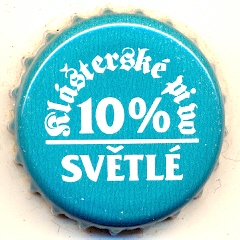 Klášterské pivo
10%
SVĚTLÉ